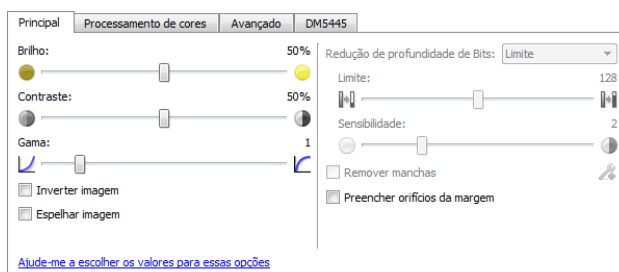 Principal Processamento de cores Avançado DM5445
Brilho: 50%
Contraste: 50%
Gama: 1
Inverter imagem
Espelhar imagem
Ajude-me a escolher os valores para essas opções
Redução de profundidade de Bits: Limite
Limite: 128
Sensibilidade: 2
Remover manchas
Preencher orifícios da margem